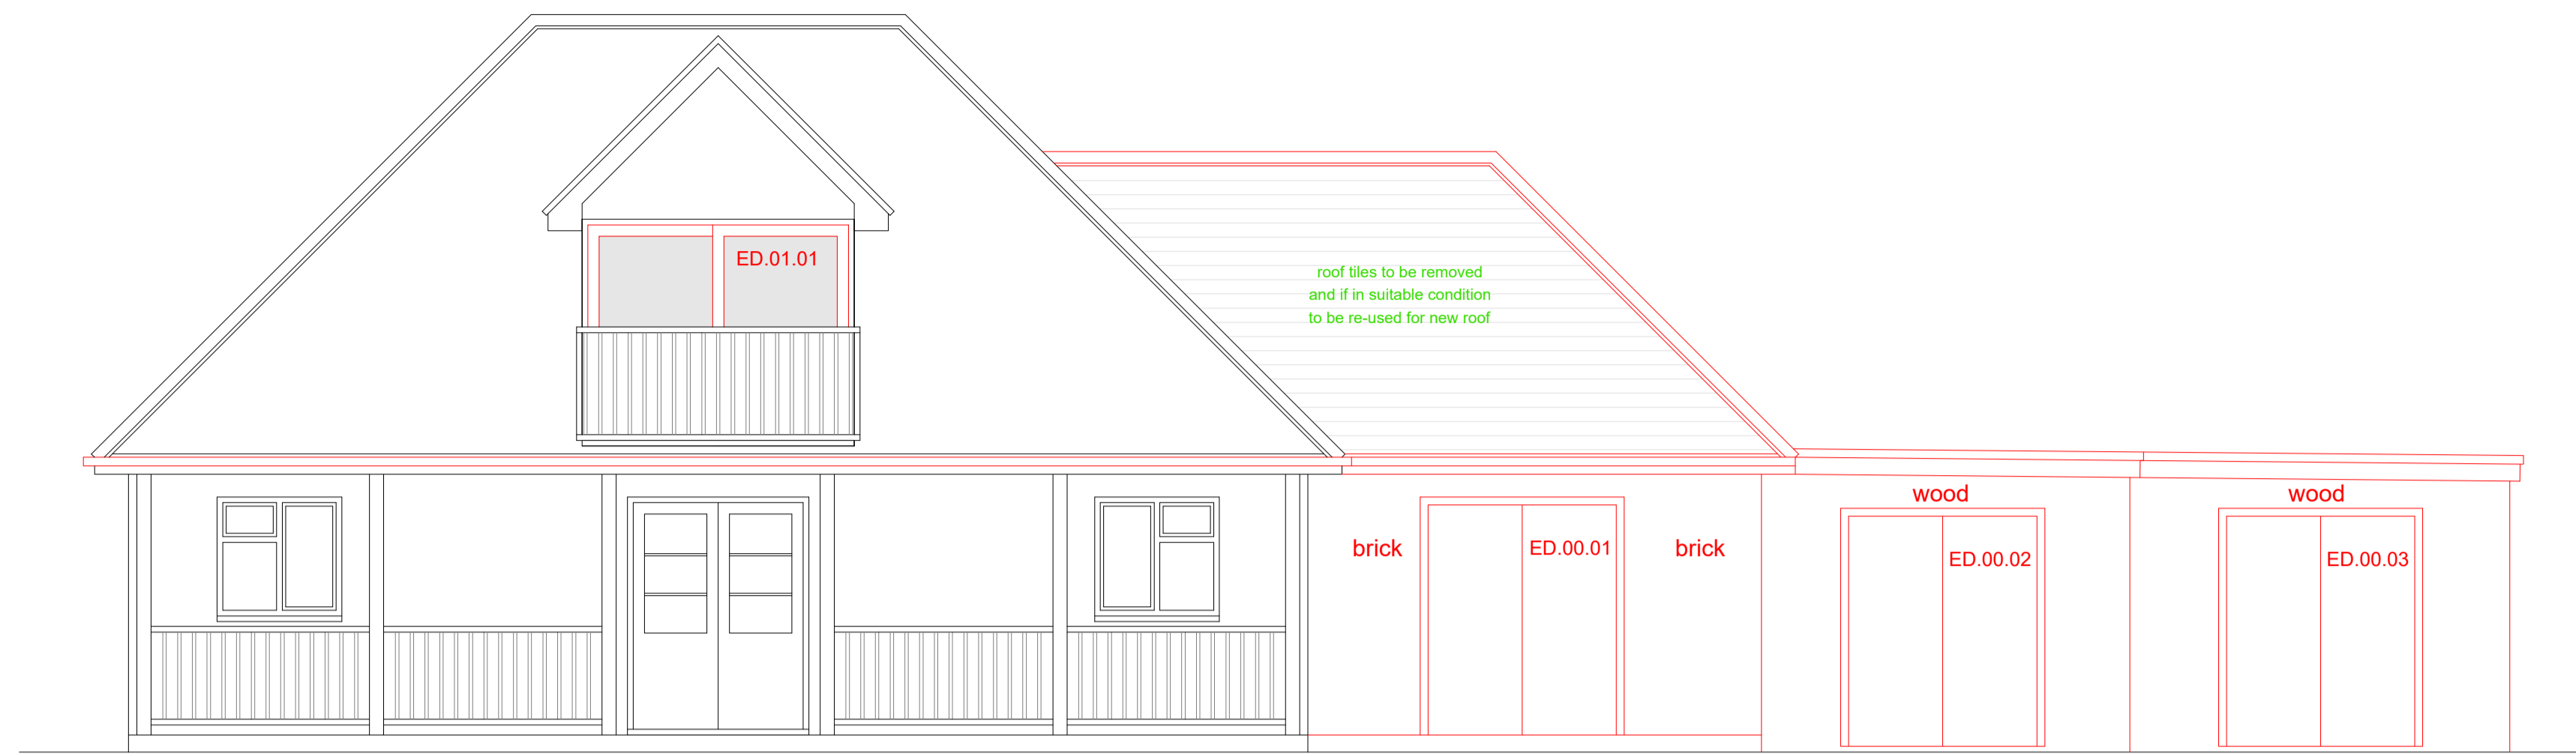 ED.01.01
roof tiles to be removed
and if in suitable condition
to be re-used for new roof
wood
wood
brick
ED.00.01
brick
ED.00.02
ED.00.03